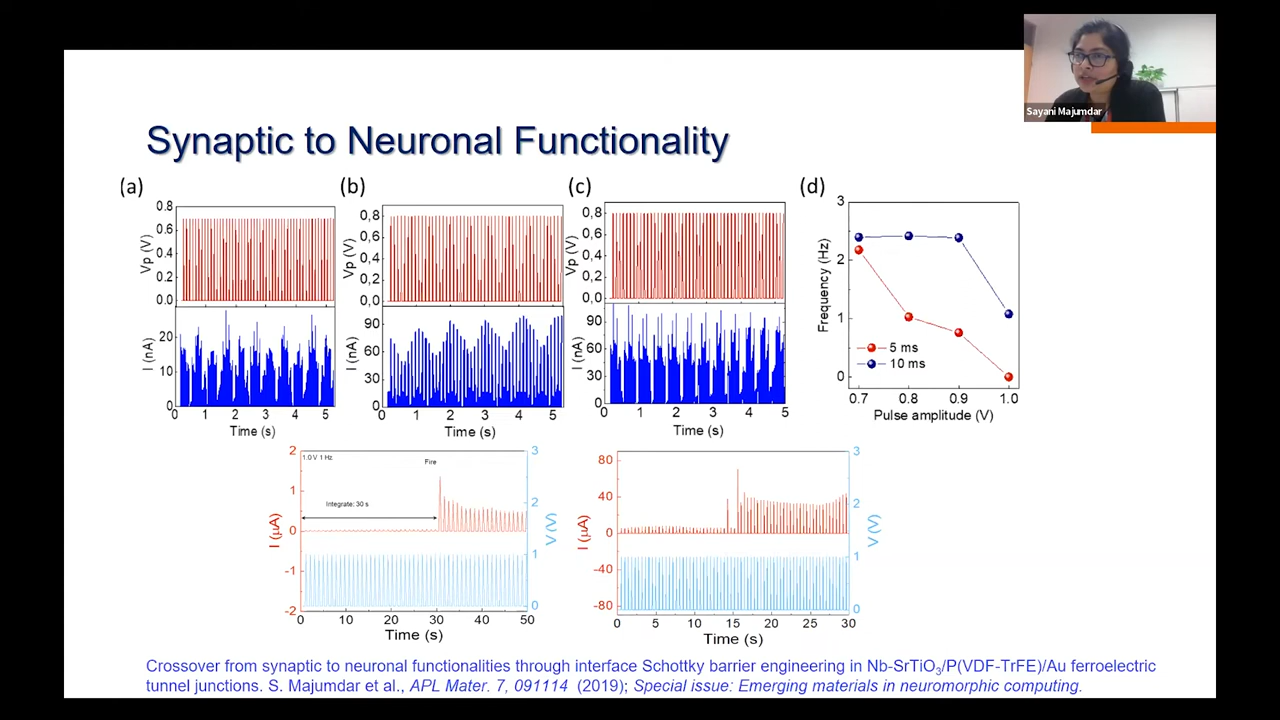 Sayani Majumdar
Synaptic to Neuronal Functionality
(a)
0.8
0.6
0.4
0.2
0.0
Vp (V)
20
10
0
I (nA)
0 1 2 3 4 5
Time (s)
(b)
0,8
0,6
0,4
0,2
0,0
Vp (V)
90
60
30
0
I (nA)
0 1 2 3 4 5
Time (s)
(c)
0,8
0,6
0,4
0,2
0,0
Vp (V)
90
60
30
0
I (nA)
0 1 2 3 4 5
Time (s)
(d)
3
2
1
0
Frequency (Hz)
5 ms
10 ms
0.7 0.8 0.9 1.0
Pulse amplitude (V)
2
1
0
-1
-2
I (µA)
1.0 V 1 Hz
Fire
Integrate: 30 s
3
2
1
0
V (V)
0 10 20 30 40 50
Time (s)
80
40
0
-40
-80
I (µA)
3
2
1
0
V (V)
0 5 10 15 20 25 30
Time (s)
Crossover from synaptic to neuronal functionalities through interface Schottky barrier engineering in Nb-SrTiO₃/P(VDF-TrFE)/Au ferroelectric
tunnel junctions. S. Majumdar et al., APL Mater. 7, 091114 (2019); Special issue: Emerging materials in neuromorphic computing.